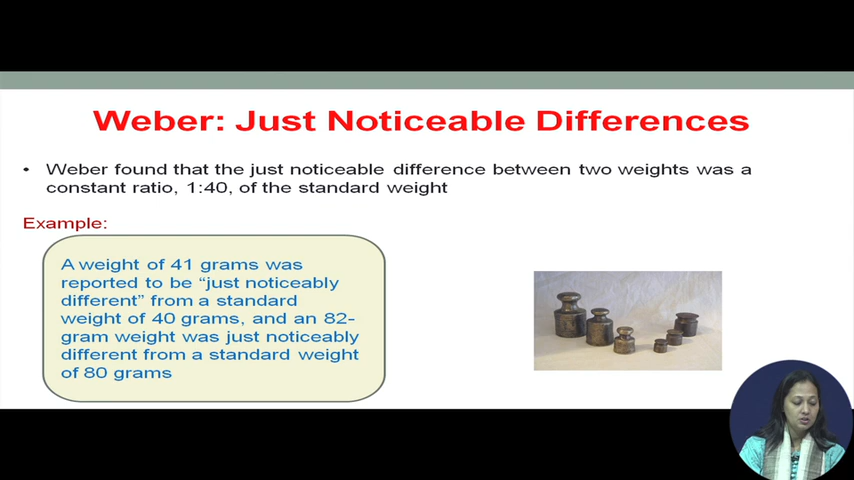 Weber: Just Noticeable Differences
• Weber found that the just noticeable difference between two weights was a
constant ratio, 1:40, of the standard weight
Example:
A weight of 41 grams was
reported to be “just noticeably
different” from a standard
weight of 40 grams, and an 82-
gram weight was just noticeably
different from a standard weight
of 80 grams